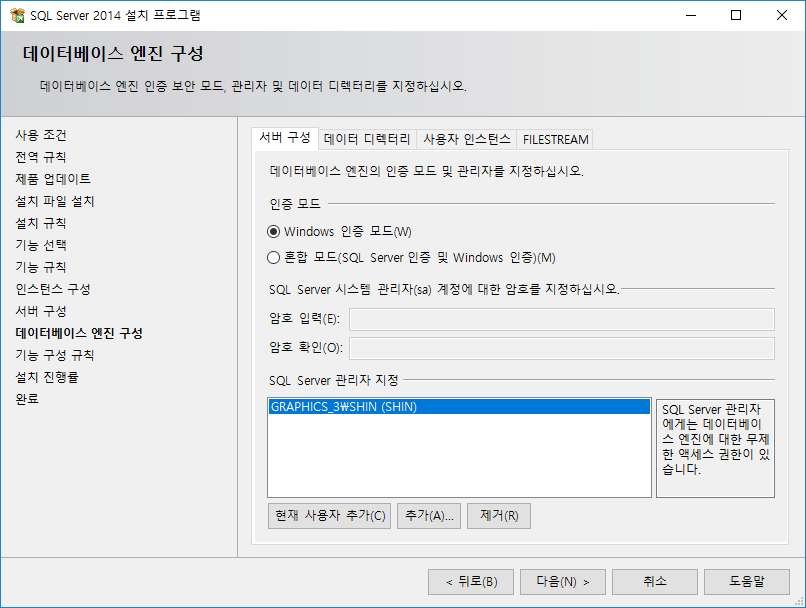 SQL Server 2014 설치 프로그램
데이터베이스 엔진 구성
데이터베이스 엔진 인증 보안 모드, 관리자 및 데이터 디렉터리를 지정하십시오.
사용 조건
전역 규칙
제품 업데이트
설치 파일 설치
설치 규칙
기능 선택
기능 규칙
인스턴스 구성
서버 구성
데이터베이스 엔진 구성
기능 구성 규칙
설치 진행률
완료
서버 구성 데이터 디렉터리 사용자 인스턴스 FILESTREAM
데이터베이스 엔진의 인증 모드 및 관리자를 지정하십시오.
인증 모드
Windows 인증 모드(W)
혼합 모드(SQL Server 인증 및 Windows 인증)(M)
SQL Server 시스템 관리자(sa) 계정에 대한 암호를 지정하십시오.
암호 입력(E):
암호 확인(O):
SQL Server 관리자 지정
GRAPHICS_3₩SHIN (SHIN)
SQL Server 관리자
에게는 데이터베이
스 엔진에 대한 무제
한 액세스 권한이 있
습니다.
현재 사용자 추가(C) 추가(A)... 제거(R)
< 뒤로(B) 다음(N) > 취소 도움말